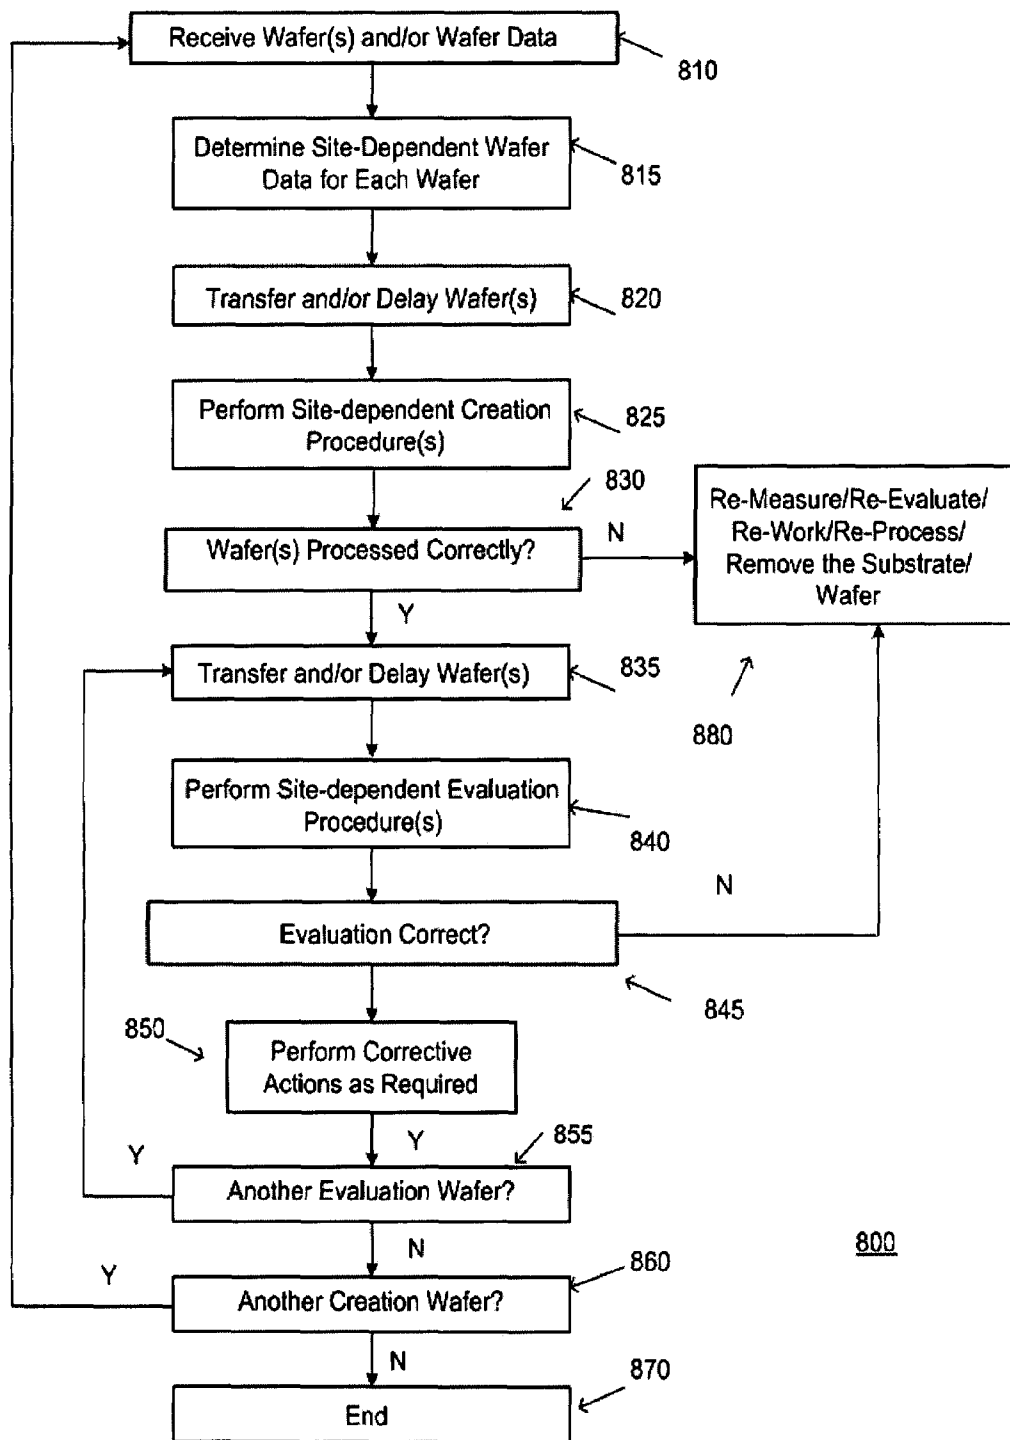 Receive Wafer(s) and/or Wafer Data
810
Determine Site-Dependent Wafer
Data for Each Wafer
815
Transfer and/or Delay Wafer(s)
820
Perform Site-dependent Creation
Procedure(s)
825
830
Wafer(s) Processed Correctly?
N
Re-Measure/Re-Evaluate/
Re-Work/Re-Process/
Remove the Substrate/
Wafer
880
Y
Transfer and/or Delay Wafer(s)
835
Perform Site-dependent Evaluation
Procedure(s)
840
N
Evaluation Correct?
845
850
Perform Corrective
Actions as Required
Y
855
Y
Another Evaluation Wafer?
N
800
Y
860
Another Creation Wafer?
N
870
End